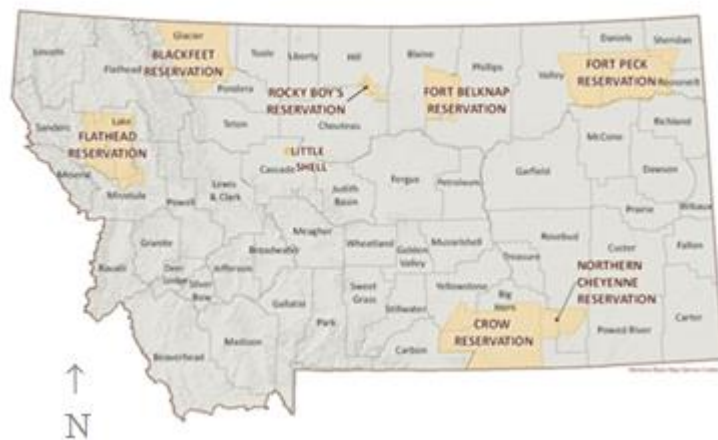 Lincoln
Flathead
Glacier
BLACKFEET
RESERVATION
Toole
Liberty
Hill
Blaine
Phillips
Valley
Daniels
Sheridan
FORT PECK
RESERVATION
Roosevelt
Pondera
ROCKY BOY'S
RESERVATION
FORT BELKNAP
RESERVATION
Sanders
Lake
FLATHEAD
RESERVATION
Teton
Chouteau
LITTLE
SHELL
Cascade
McCone
Richland
Mineral
Missoula
Powell
Lewis
& Clark
Judith
Basin
Fergus
Petroleum
Garfield
Dawson
Prairie
Wibaux
Granite
Ravalli
Deer
Lodge
Silver
Bow
Jefferson
Broadwater
Meagher
Wheatland
Golden
Valley
Musselshell
Treasure
Rosebud
Custer
Fallon
NORTHERN
CHEYENNE
RESERVATION
Beaverhead
Madison
Gallatin
Park
Sweet
Grass
Stillwater
Yellowstone
Big
Horn
CROW
RESERVATION
Carbon
Powder River
Carter
↑
N